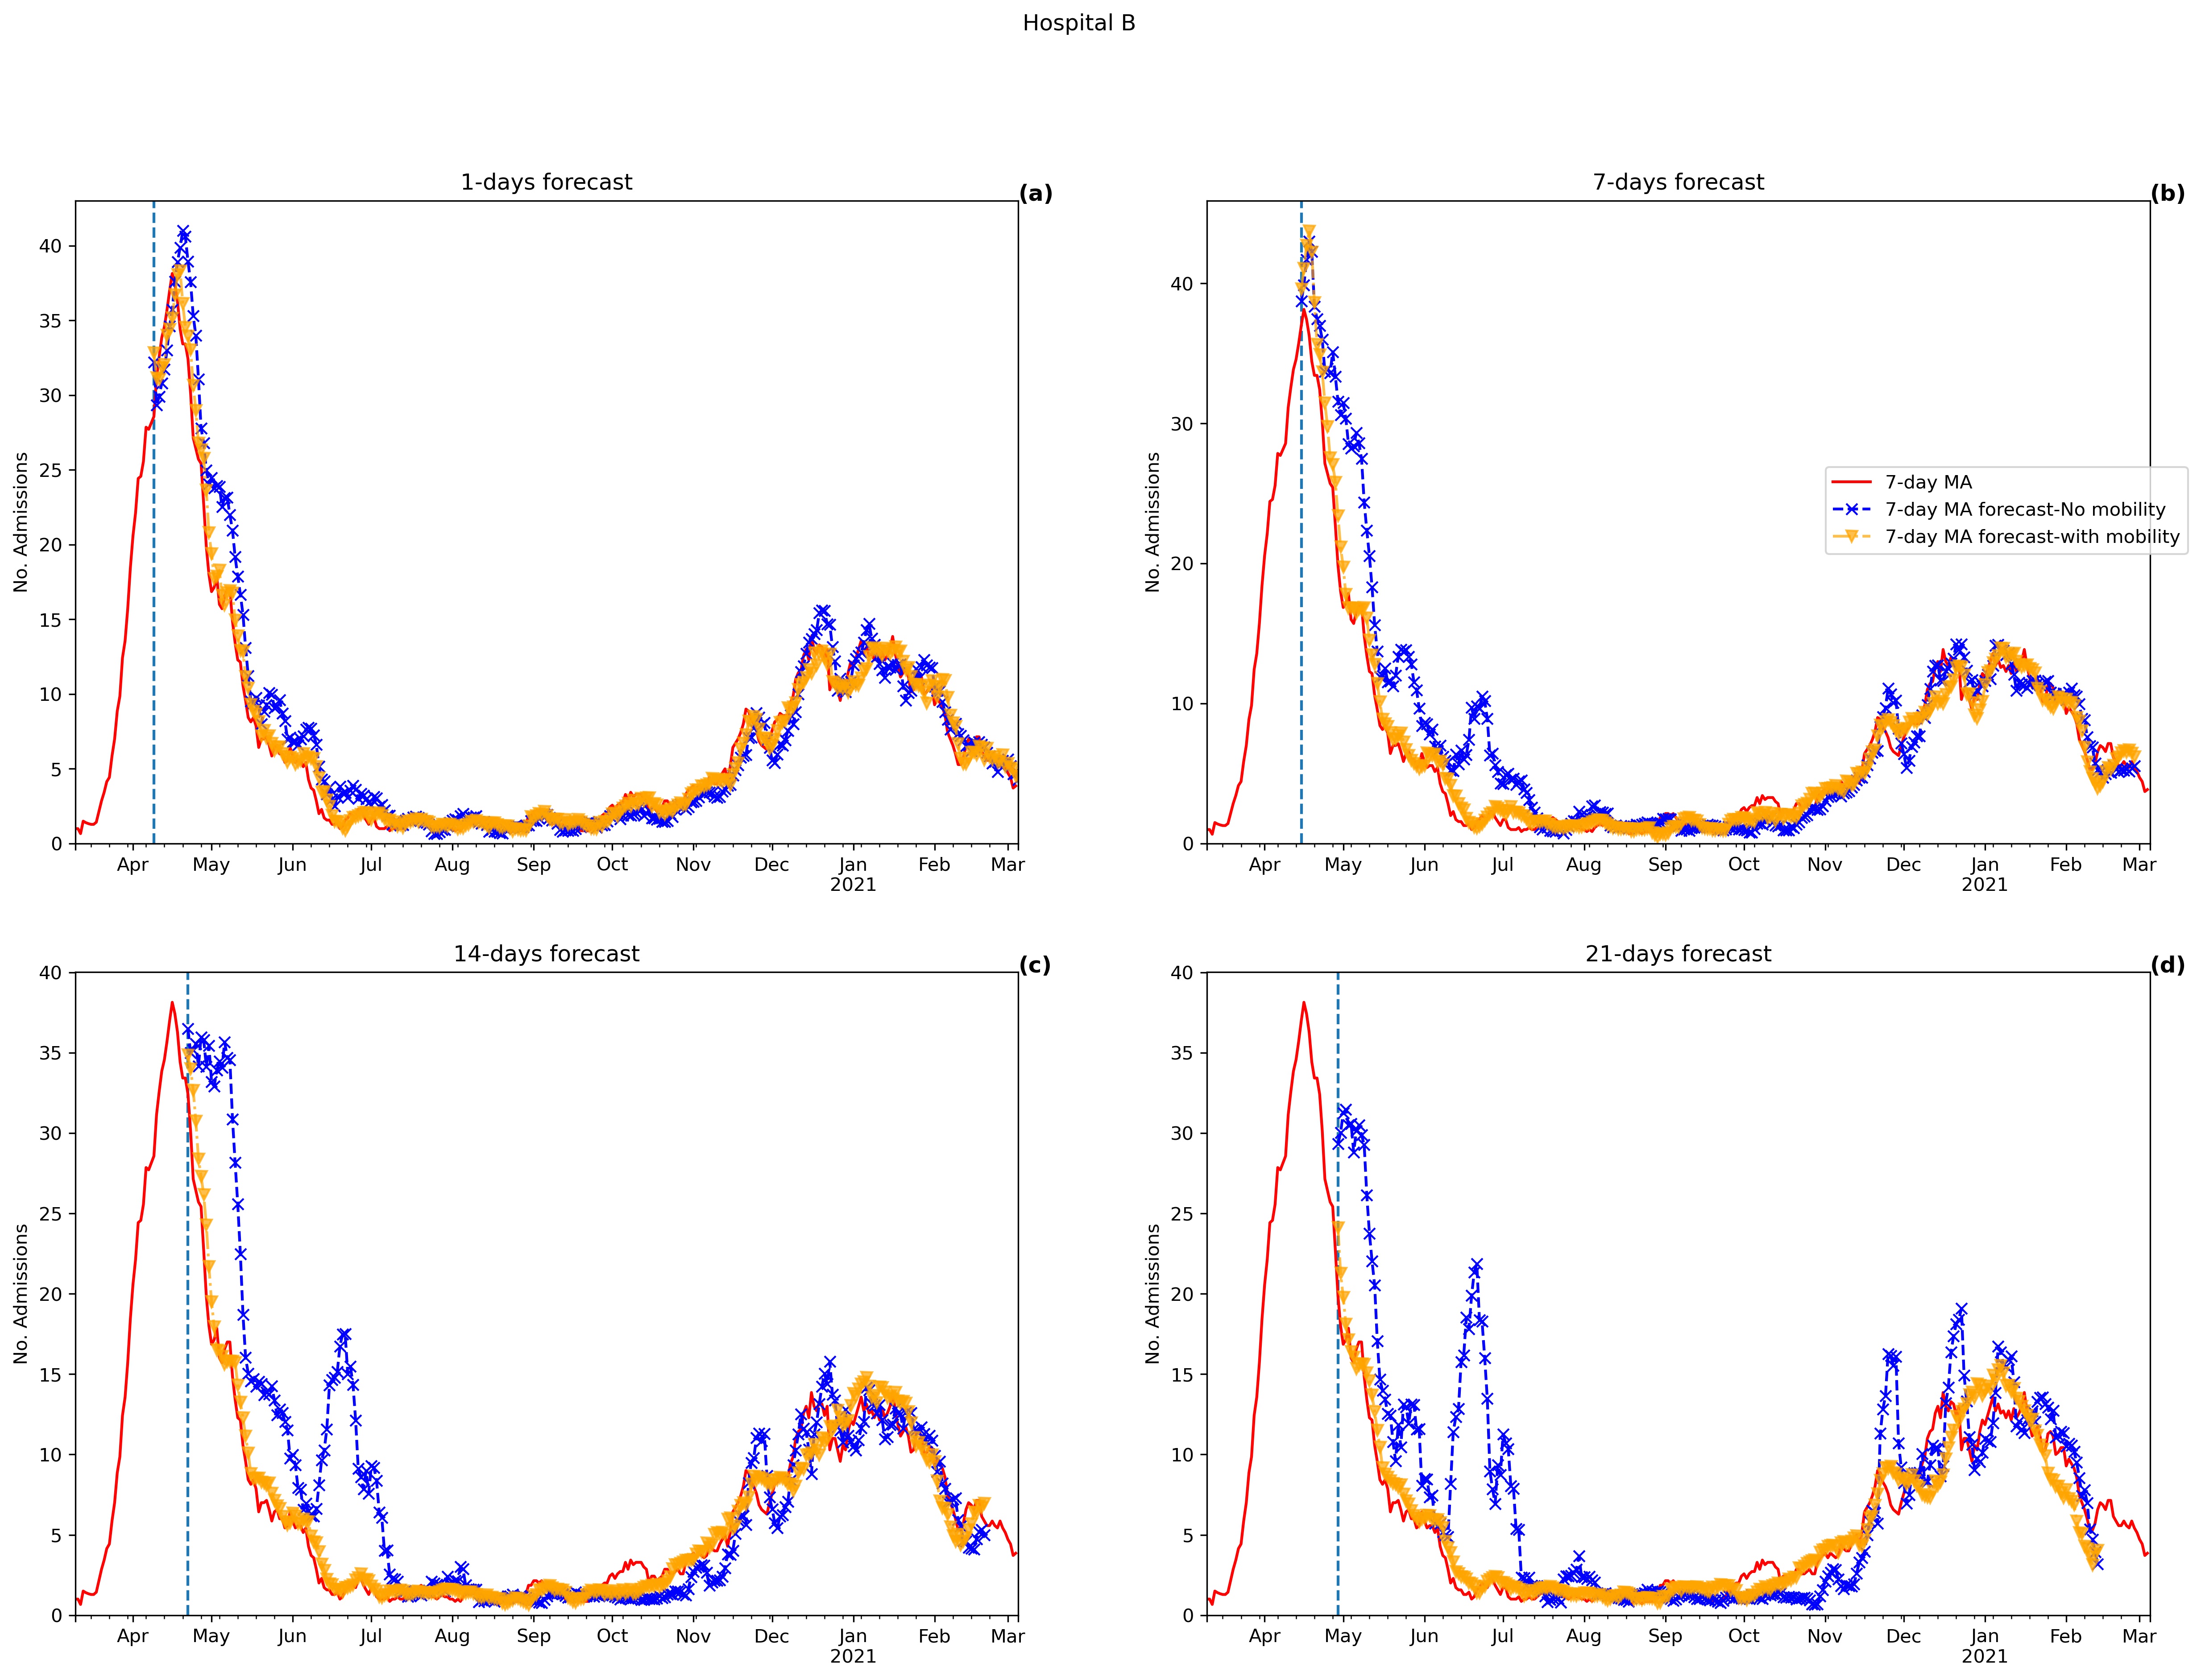 Hospital B
1-days forecast
(a)
No. Admissions
40
35
30
25
20
15
10
5
0
Apr May Jun Jul Aug Sep Oct Nov Dec Jan Feb Mar
2021
7-days forecast
(b)
No. Admissions
40
30
20
10
0
7-day MA
7-day MA forecast-No mobility
7-day MA forecast-with mobility
Apr May Jun Jul Aug Sep Oct Nov Dec Jan Feb Mar
2021
14-days forecast
(c)
No. Admissions
40
35
30
25
20
15
10
5
0
Apr May Jun Jul Aug Sep Oct Nov Dec Jan Feb Mar
2021
21-days forecast
(d)
No. Admissions
40
35
30
25
20
15
10
5
0
Apr May Jun Jul Aug Sep Oct Nov Dec Jan Feb Mar
2021